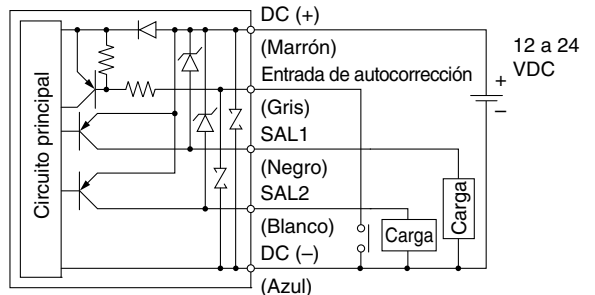 Circuito principal
DC (+)
(Marrón)
Entrada de autocorrección
(Gris)
SAL1
(Negro)
SAL2
(Blanco)
DC (–)
(Azul)
Carga
Carga
12 a 24
VDC
+
–